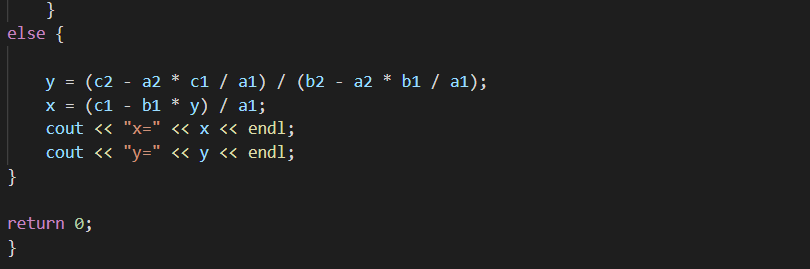 }
else {
y = (c2 - a2 * c1 / a1) / (b2 - a2 * b1 / a1);
x = (c1 - b1 * y) / a1;
cout << "x=" << x << endl;
cout << "y=" << y << endl;
}
return 0;
}